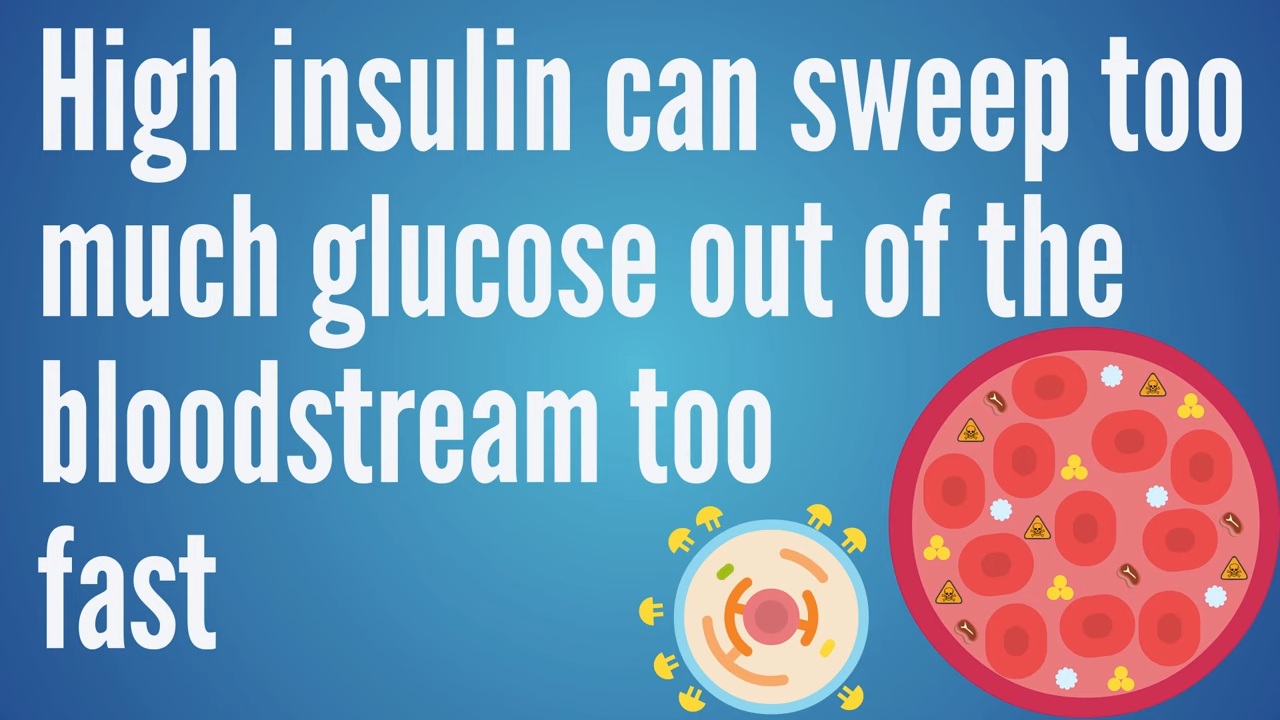 High insulin can sweep too
much glucose out of the
bloodstream too
fast